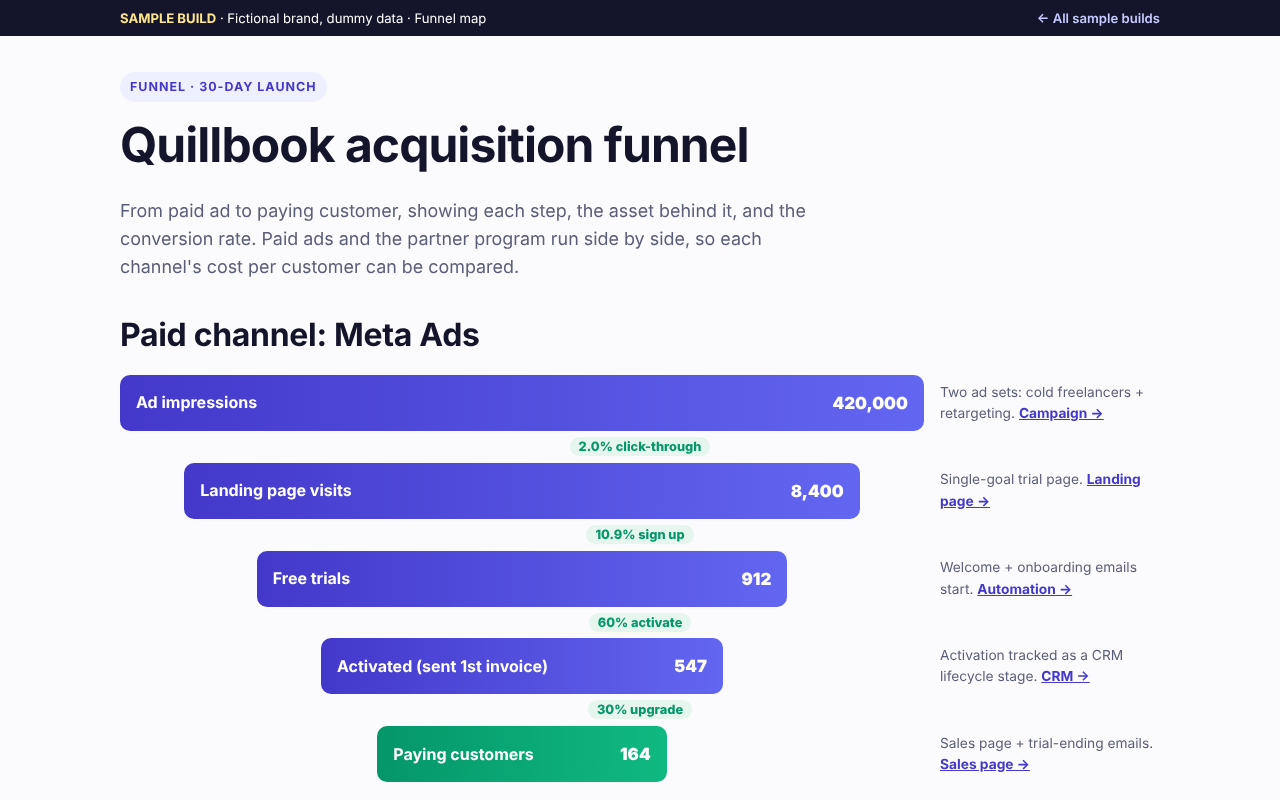 SAMPLE BUILD · Fictional brand, dummy data · Funnel map
← All sample builds
FUNNEL · 30-DAY LAUNCH
Quillbook acquisition funnel
From paid ad to paying customer, showing each step, the asset behind it, and the
conversion rate. Paid ads and the partner program run side by side, so each
channel's cost per customer can be compared.
Paid channel: Meta Ads
Ad impressions 420,000
Two ad sets: cold freelancers +
retargeting. Campaign →
2.0% click-through
Landing page visits 8,400
Single-goal trial page. Landing
page →
10.9% sign up
Free trials 912
Welcome + onboarding emails
start. Automation →
60% activate
Activated (sent 1st invoice) 547
Activation tracked as a CRM
lifecycle stage. CRM →
30% upgrade
Paying customers 164
Sales page + trial-ending emails.
Sales page →